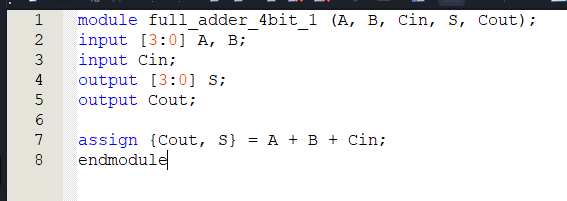 1 module full_adder_4bit_1 (A, B, Cin, S, Cout);
2 input [3:0] A, B;
3 input Cin;
4 output [3:0] S;
5 output Cout;
6
7 assign {Cout, S} = A + B + Cin;
8 endmodule